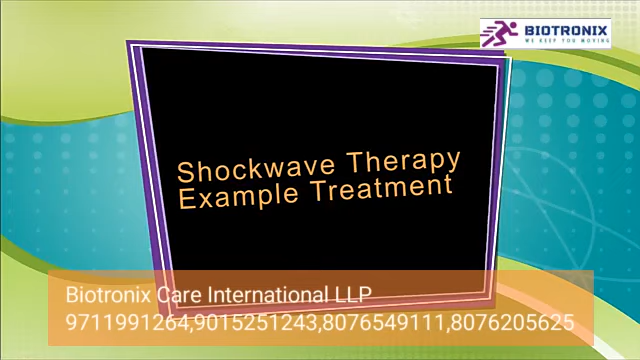 BIOTRONIX
WE KEEP YOU MOVING
Shockwave Therapy
Example Treatment
Biotronix Care International LLP
9711991264,9015251243,8076549111,8076205625